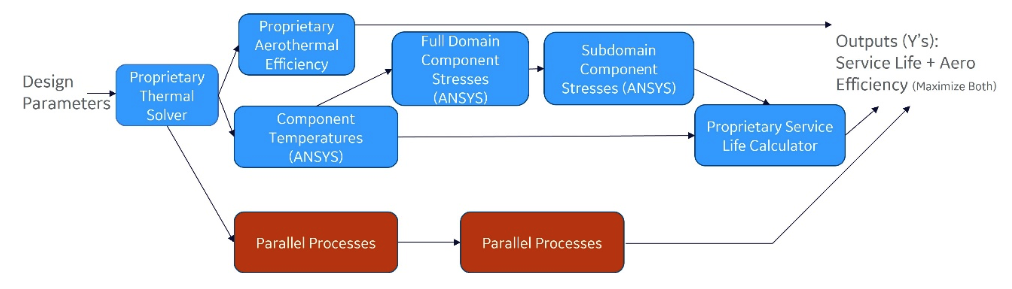 Design
Parameters
Proprietary
Thermal
Solver
Proprietary
Aerothermal
Efficiency
Component
Temperatures
(ANSYS)
Full Domain
Component
Stresses
(ANSYS)
Subdomain
Component
Stresses (ANSYS)
Proprietary Service
Life Calculator
Outputs (Y's):
Service Life + Aero
Efficiency (Maximize Both)
Parallel Processes
Parallel Processes